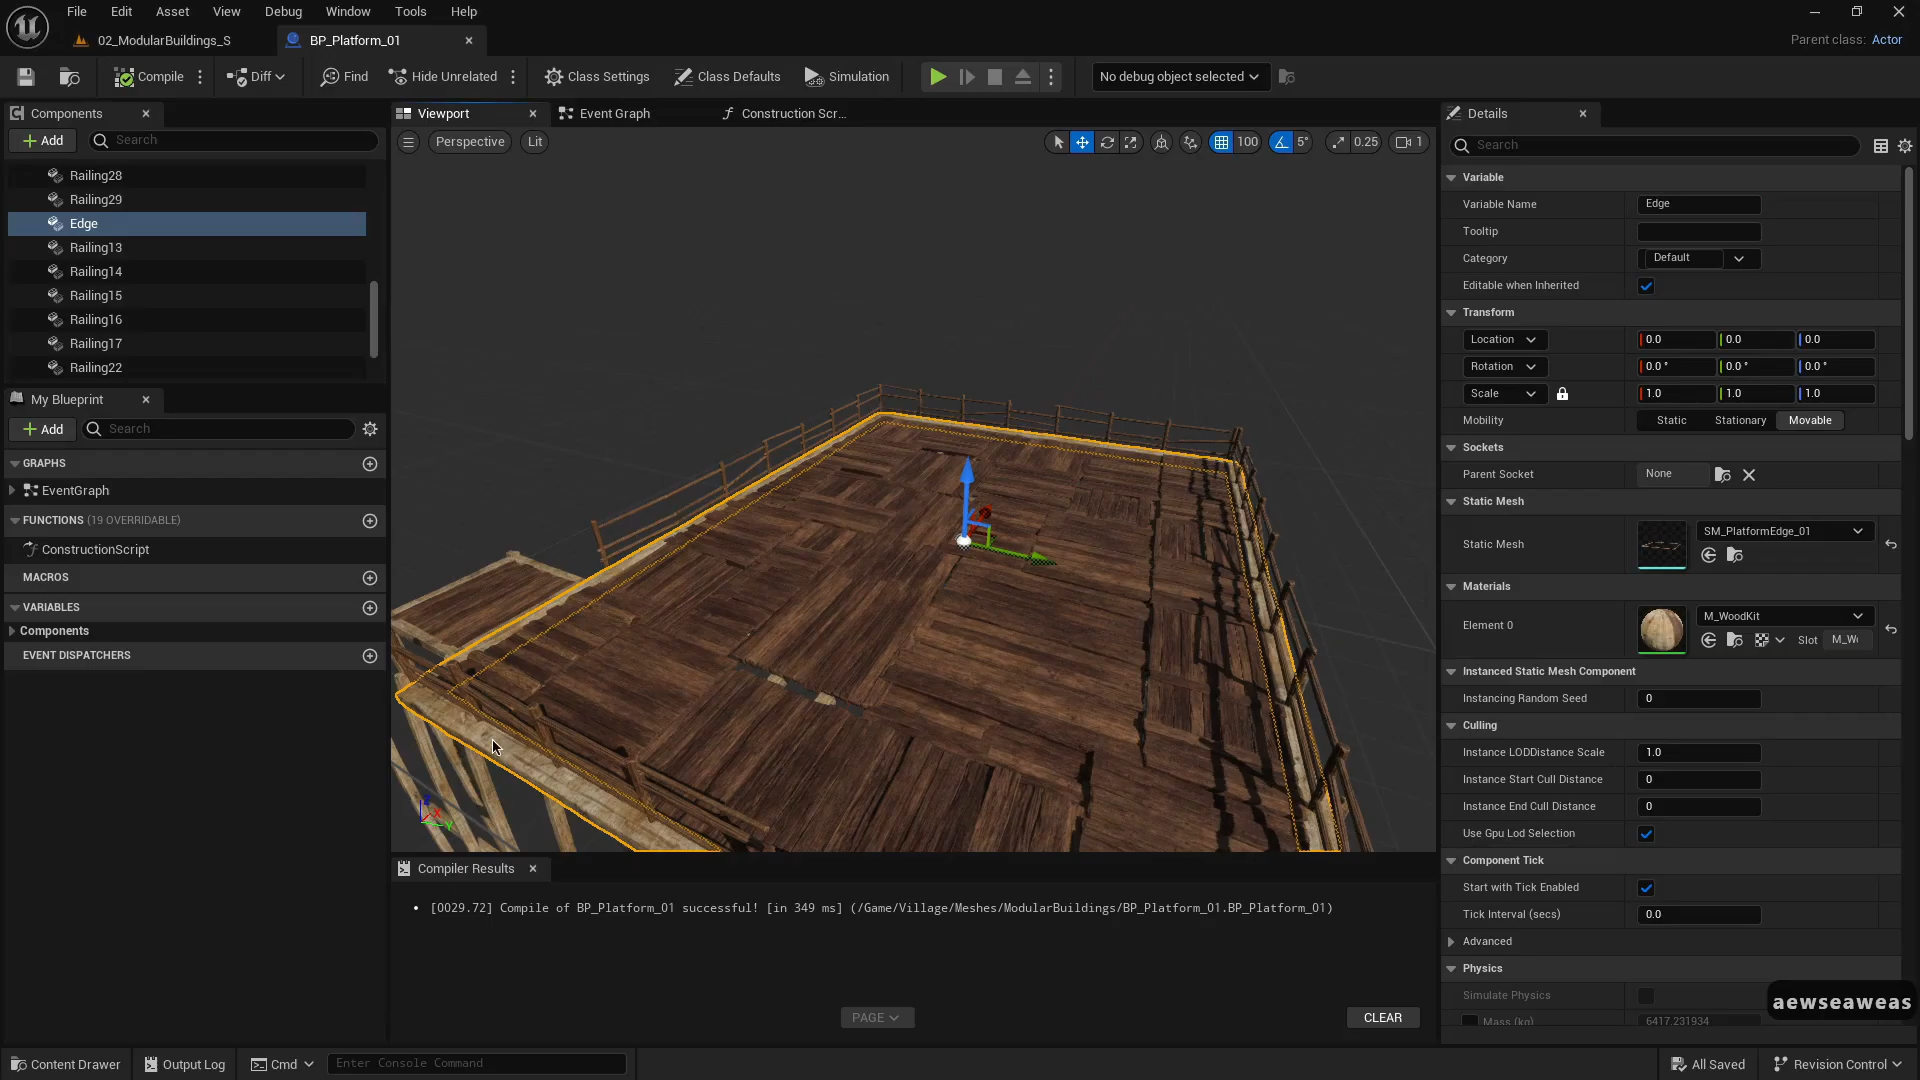 File Edit Asset View Debug Window Tools Help
02_ModularBuildings_S
BP_Platform_01
Parent class: Actor
Compile
Diff
Find
Hide Unrelated
Class Settings
Class Defaults
Simulation
No debug object selected
Components
Add
Search
Railing28
Railing29
Edge
Railing13
Railing14
Railing15
Railing16
Railing17
Railing22
My Blueprint
Add
Search
GRAPHS
EventGraph
FUNCTIONS (19 OVERRIDABLE)
ConstructionScript
MACROS
VARIABLES
Components
EVENT DISPATCHERS
Viewport
Event Graph
Construction Scr...
Perspective
Lit
100
5°
0.25
1
X
Y
Compiler Results
• [0029.72] Compile of BP_Platform_01 successful! [in 349 ms] (/Game/Village/Meshes/ModularBuildings/BP_Platform_01.BP_Platform_01)
PAGE
CLEAR
Details
Search
Variable
Variable Name Edge
Tooltip
Category Default
Editable when Inherited
Transform
Location 0.0 0.0 0.0
Rotation 0.0 ° 0.0 ° 0.0 °
Scale 1.0 1.0 1.0
Mobility Static Stationary Movable
Sockets
Parent Socket None
Static Mesh
Static Mesh SM_PlatformEdge_01
Materials
Element 0 M_WoodKit
Slot M_W
Instanced Static Mesh Component
Instancing Random Seed 0
Culling
Instance LODDistance Scale 1.0
Instance Start Cull Distance 0
Instance End Cull Distance 0
Use Gpu Lod Selection
Component Tick
Start with Tick Enabled
Tick Interval (secs) 0.0
Advanced
Physics
Simulate Physics
Mass (kg) 6417.231934
aewseaweas
Content Drawer
Output Log
Cmd
Enter Console Command
All Saved
Revision Control